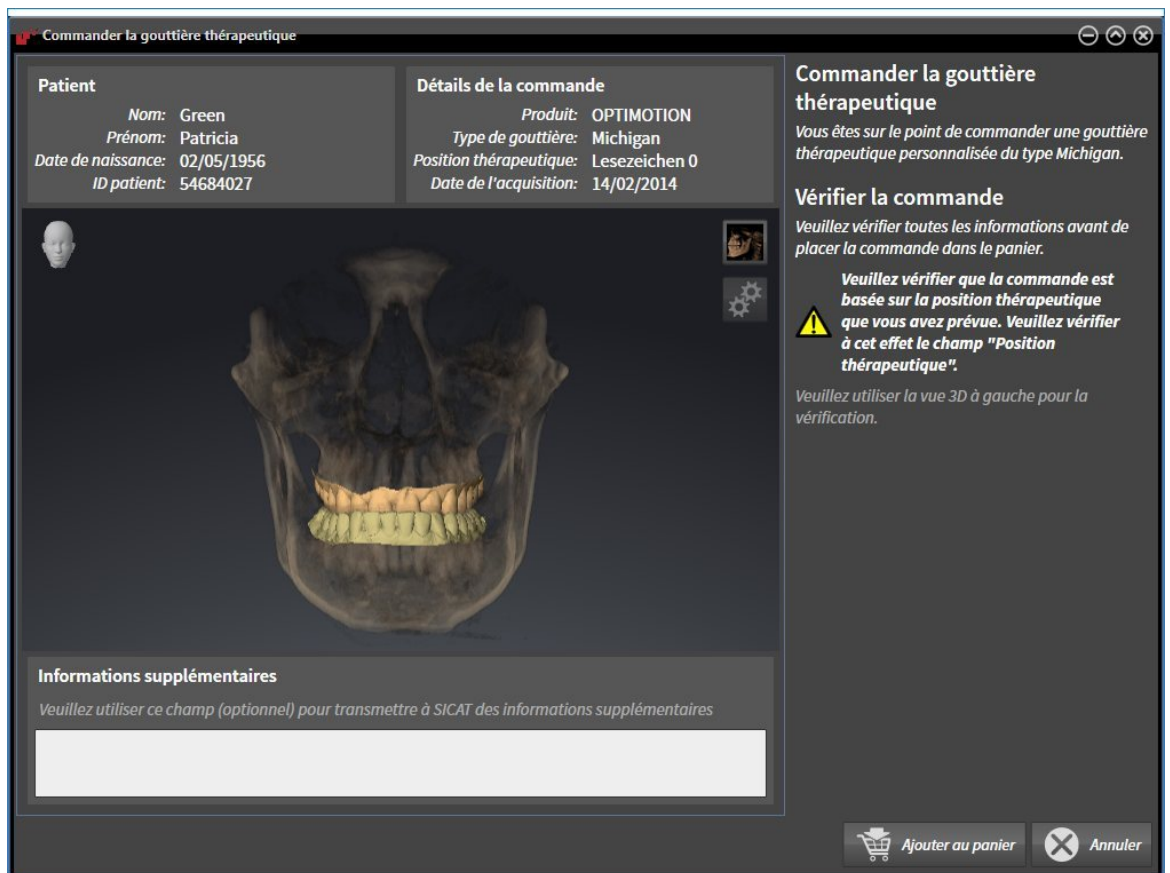 Commander la gouttière thérapeutique
Patient
Nom: Green
Prénom: Patricia
Date de naissance: 02/05/1956
ID patient: 54684027
Détails de la commande
Produit: OPTIMOTION
Type de gouttière: Michigan
Position thérapeutique: Lesezeichen 0
Date de l'acquisition: 14/02/2014
Informations supplémentaires
Veuillez utiliser ce champ (optionnel) pour transmettre à SICAT des informations supplémentaires
Commander la gouttière
thérapeutique
Vous êtes sur le point de commander une gouttière
thérapeutique personnalisée du type Michigan.
Vérifier la commande
Veuillez vérifier toutes les informations avant de
placer la commande dans le panier.
Veuillez vérifier que la commande est
basée sur la position thérapeutique
que vous avez prévue. Veuillez vérifier
à cet effet le champ "Position
thérapeutique".
Veuillez utiliser la vue 3D à gauche pour la
vérification.
Ajouter au panier
Annuler